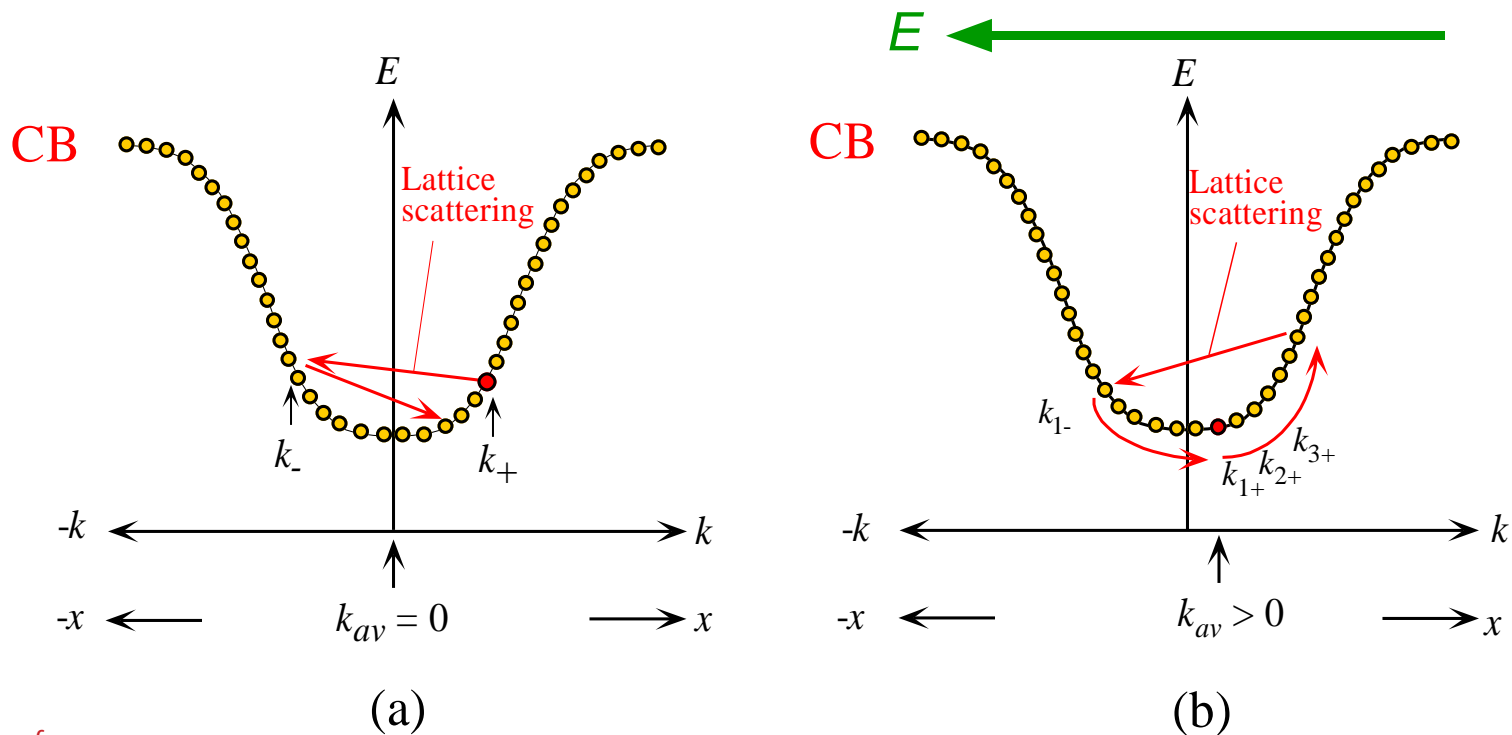 E
E
CB
Lattice
scattering
k-
k+
-k
k
-x
kav = 0
x
(a)
E
CB
Lattice
scattering
k1-
k1+
k2+
k3+
-k
k
-x
kav > 0
x
(b)